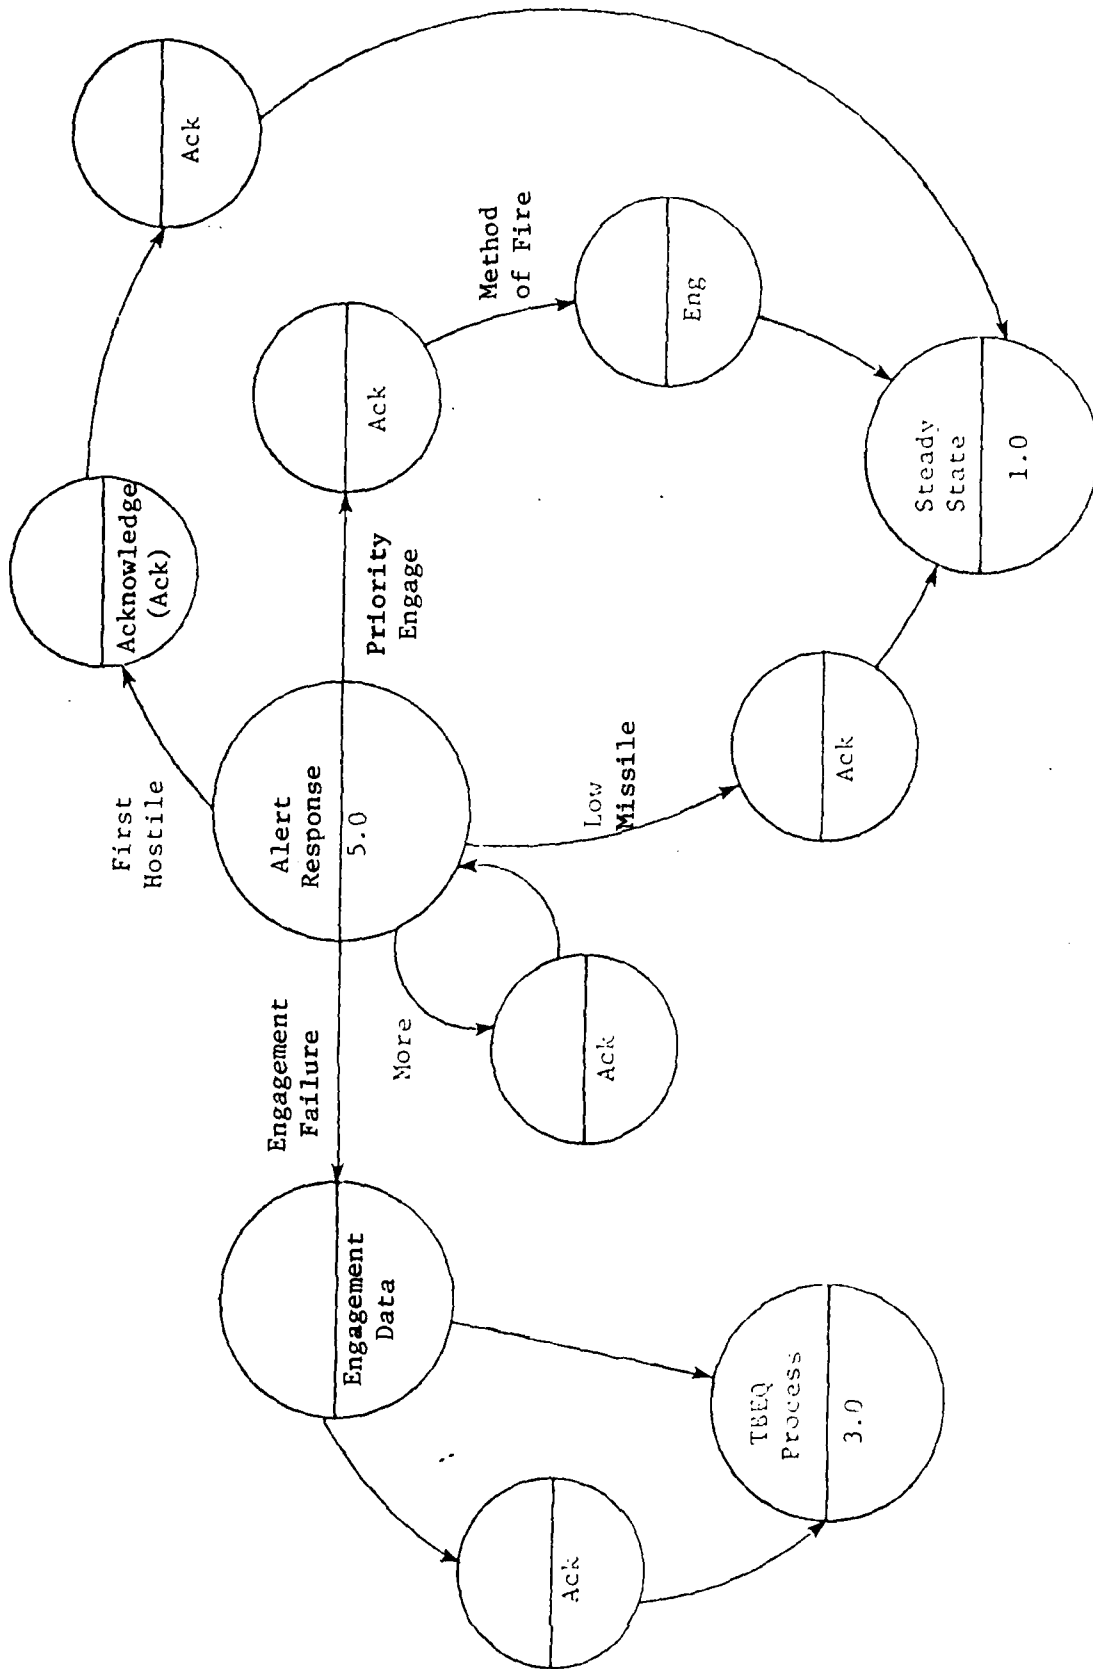 Engagement
Data
Ack
TBEQ
Process
3.0
Engagement
Failure
More
Ack
Alert
Response
5.0
First
Hostile
Acknowledge
(Ack)
Ack
Priority
Engage
Ack
Method
of Fire
Eng
Low
Missile
Ack
Steady
State
1.0